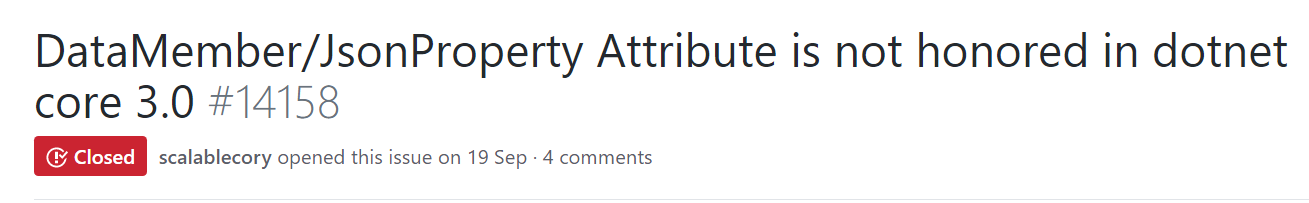 DataMember/JsonProperty Attribute is not honored in dotnet
core 3.0 #14158
Closed scalablecory opened this issue on 19 Sep · 4 comments